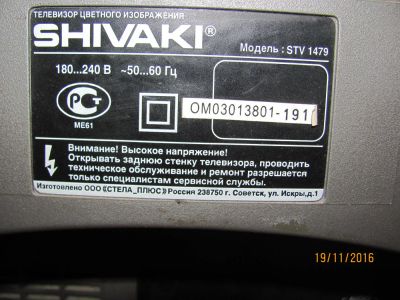 ТЕЛЕВИЗОР ЦВЕТНОГО ИЗОБРАЖЕНИЯ
SHIVAKI®
Модель : STV 1479
180...240 В ~50...60 Гц
РСТ
МЕ61
OM03013801-191
Внимание! Высокое напряжение!
Открывать заднюю стенку телевизора, проводить
техническое обслуживание и ремонт разрешается
только специалистам сервисной службы.
Изготовлено ООО «СТЕЛА_ПЛЮС» Россия 238750 г. Советск, ул. Искры,д.1
19/11/2016